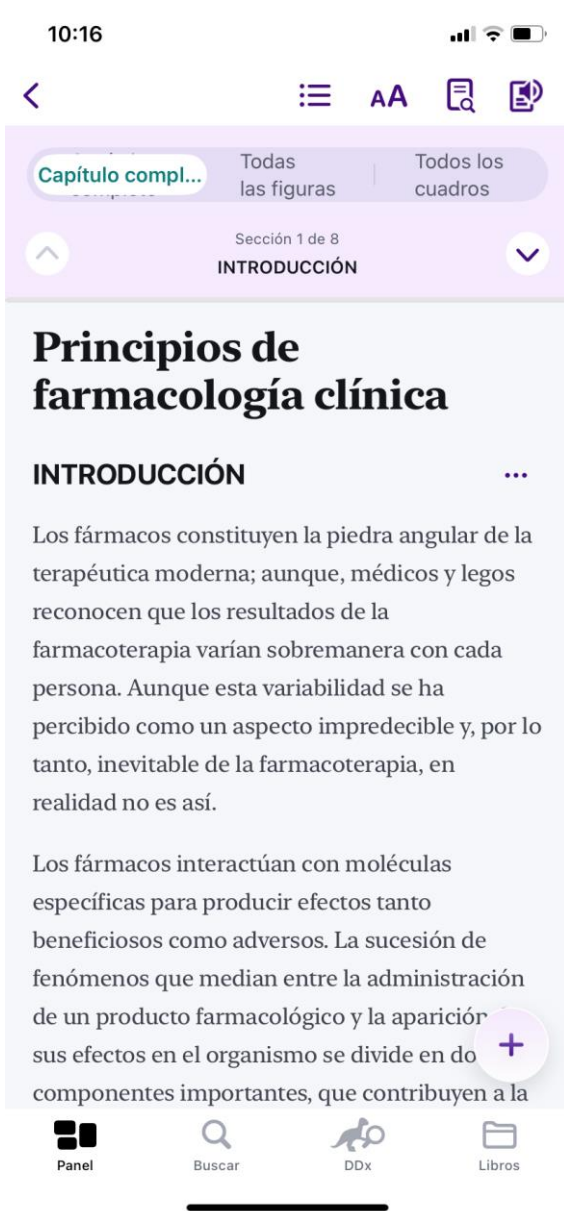 10:16
AA
Capítulo compl...
Todas
las figuras
Todos los
cuadros
Sección 1 de 8
INTRODUCCIÓN
Principios de
farmacología clínica
INTRODUCCIÓN
Los fármacos constituyen la piedra angular de la
terapéutica moderna; aunque, médicos y legos
reconocen que los resultados de la
farmacoterapia varían sobremanera con cada
persona. Aunque esta variabilidad se ha
percibido como un aspecto impredecible y, por lo
tanto, inevitable de la farmacoterapia, en
realidad no es así.
Los fármacos interactúan con moléculas
específicas para producir efectos tanto
beneficiosos como adversos. La sucesión de
fenómenos que median entre la administración
de un producto farmacológico y la aparición
sus efectos en el organismo se divide en do
componentes importantes, que contribuyen a la
Panel
Buscar
DDx
Libros